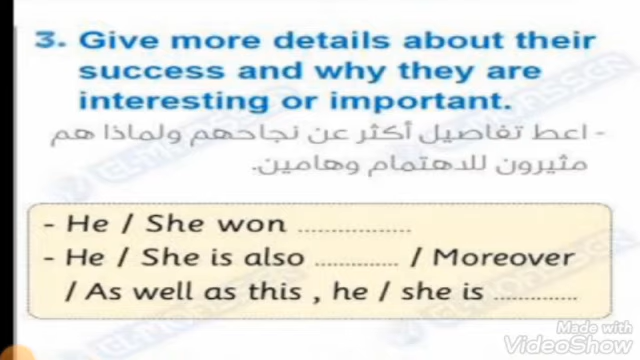 3. Give more details about their
success and why they are
interesting or important.
- اعط تفاصيل أكثر عن نجاحهم ولماذا هم
مثيرون للاهتمام وهامين.
- He / She won .................
- He / She is also ............. / Moreover
/ As well as this , he / she is .............
Made with
VideoShow